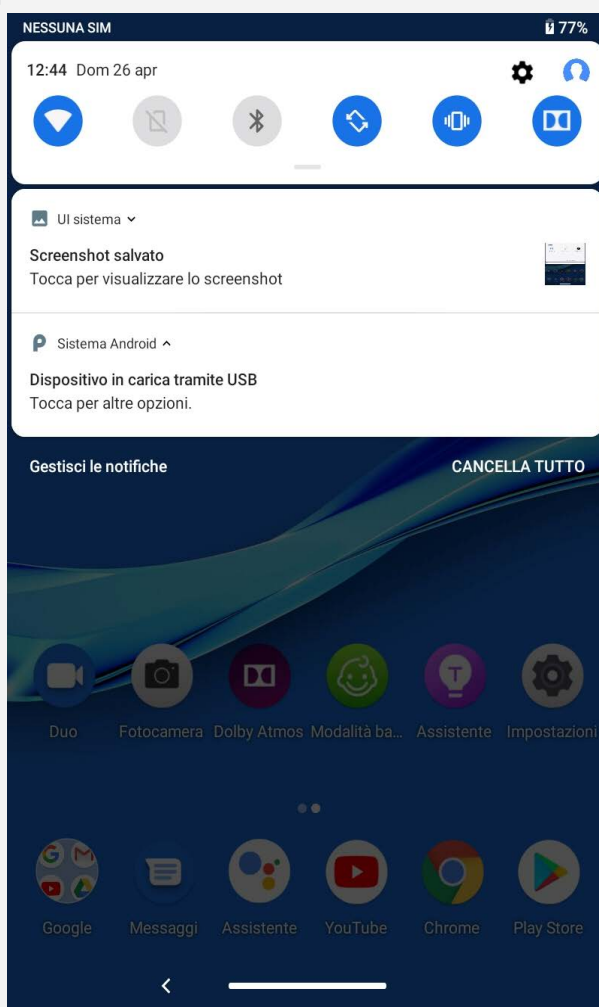 NESSUNA SIM 77%
12:44 Dom 26 apr
UI sistema
Screenshot salvato
Tocca per visualizzare lo screenshot
Sistema Android
Dispositivo in carica tramite USB
Tocca per altre opzioni.
Gestisci le notifiche CANCELLA TUTTO
Duo Fotocamera Dolby Atmos Modalità ba... Assistente Impostazioni
Google Messaggi Assistente YouTube Chrome Play Store